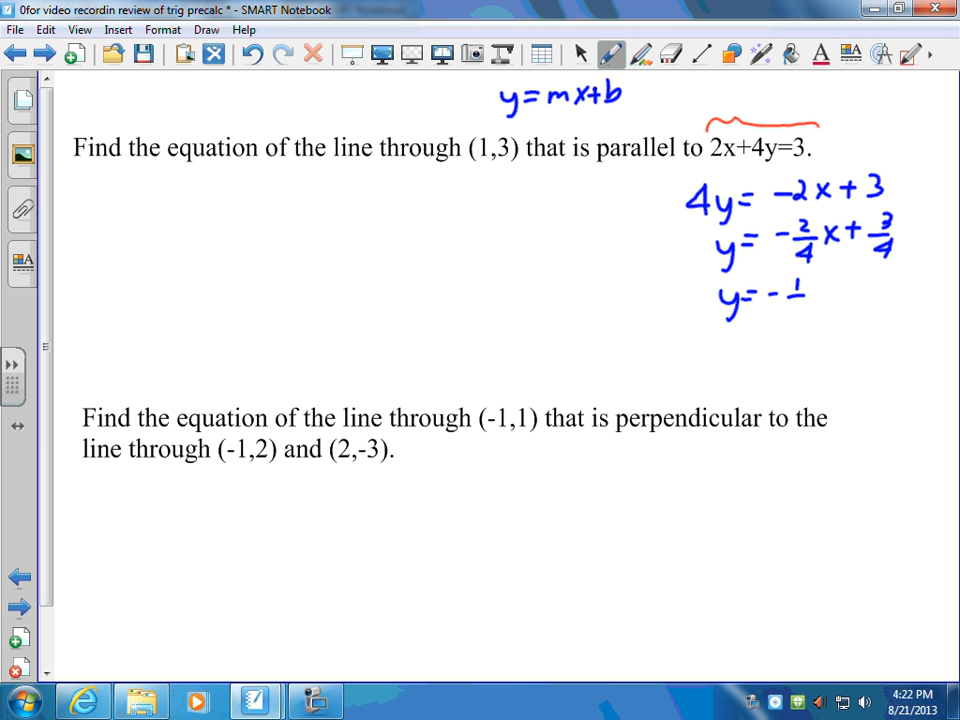 0for video recordin review of trig precalc * - SMART Notebook
File Edit View Insert Format Draw Help
y=mx+b
Find the equation of the line through (1,3) that is parallel to 2x+4y=3.
4y= -2x+3
y= -2/4x+3/4
y= -1
Find the equation of the line through (-1,1) that is perpendicular to the
line through (-1,2) and (2,-3).
4:22 PM
8/21/2013